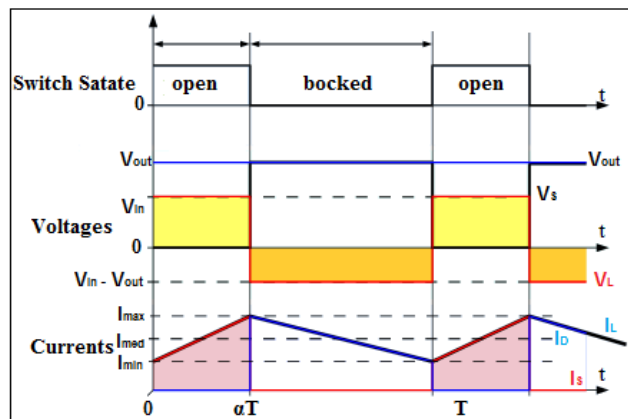 Switch Satate
open
bocked
open
t
0
Vout
Vout
Vin
Vs
Voltages
0
t
Vin - Vout
VL
Imax
IL
Imed
ID
Currents
Imin
t
Is
0
αT
T